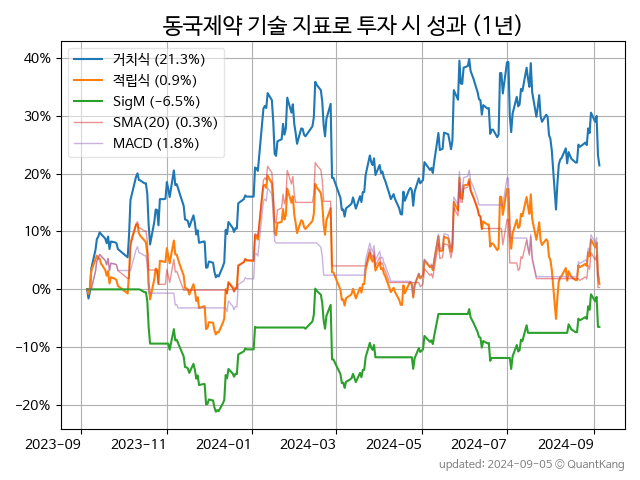 동국제약 기술 지표로 투자 시 성과 (1년)
거치식 (21.3%)
적립식 (0.9%)
SigM (−6.5%)
SMA(20) (0.3%)
MACD (1.8%)
40%
30%
20%
10%
0%
−10%
−20%
2023-09 2023-11 2024-01 2024-03 2024-05 2024-07 2024-09
updated: 2024-09-05 © QuantKang